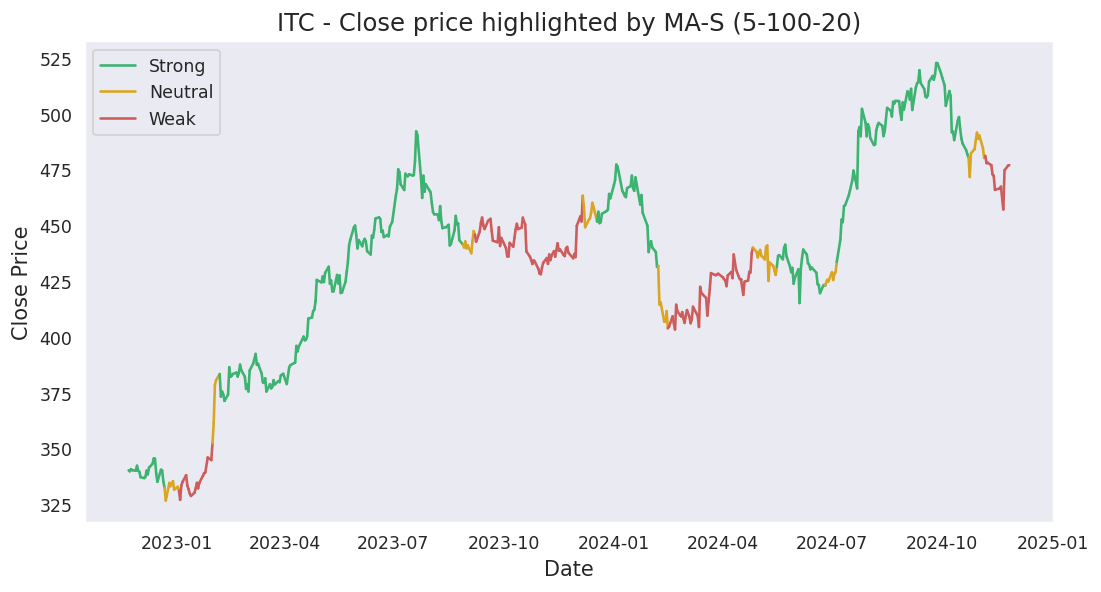 ITC - Close price highlighted by MA-S (5-100-20)
Strong
Neutral
Weak
Close Price
525
500
475
450
425
400
375
350
325
2023-01 2023-04 2023-07 2023-10 2024-01 2024-04 2024-07 2024-10 2025-01
Date